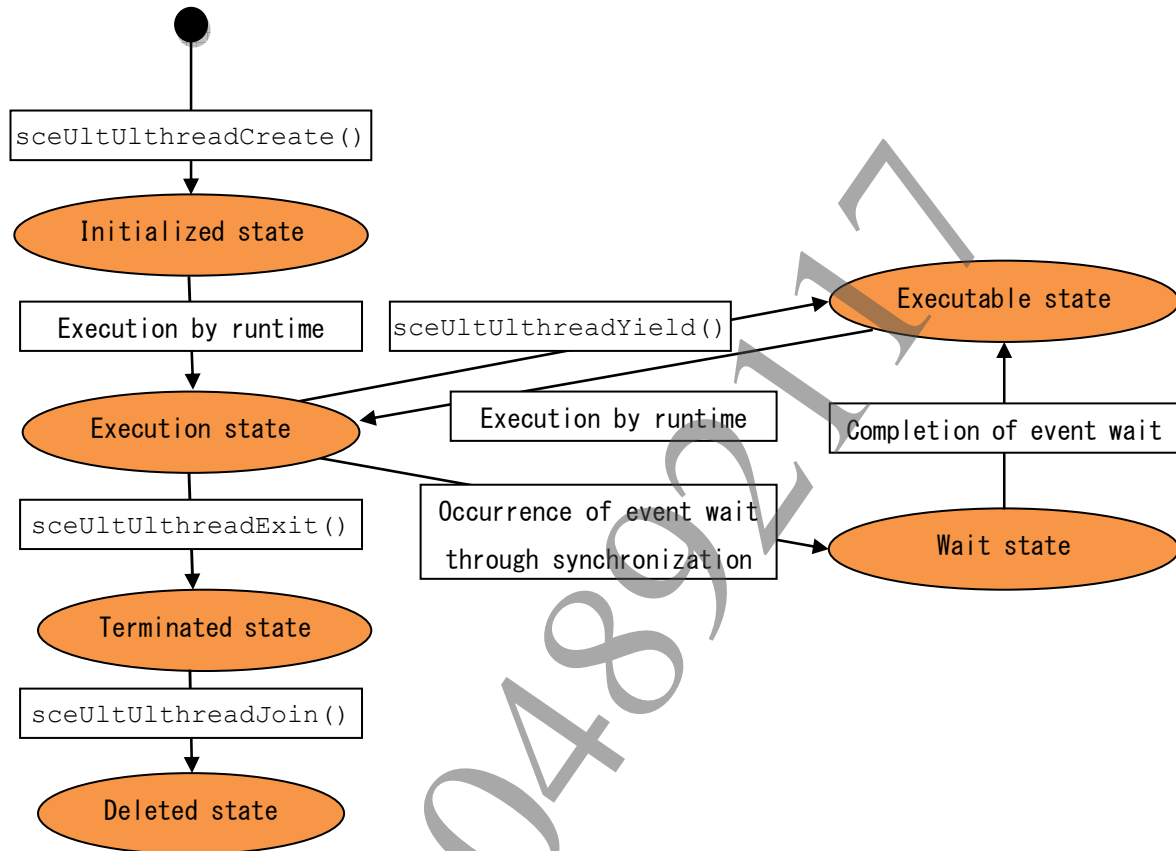 sceUltUlthreadCreate()
Initialized state
Execution by runtime
sceUltUlthreadYield()
Executable state
Execution state
Execution by runtime
Completion of event wait
sceUltUlthreadExit()
Occurrence of event wait
through synchronization
Wait state
Terminated state
sceUltUlthreadJoin()
Deleted state
0489217